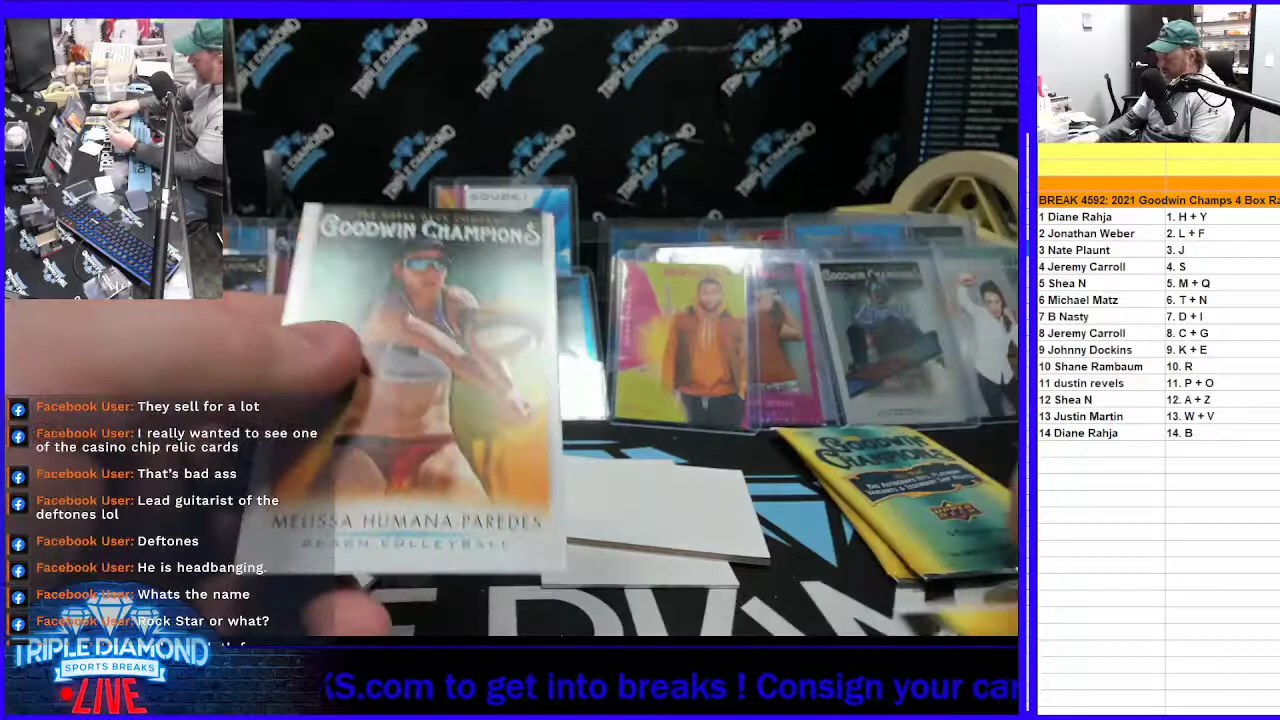 GOODWIN CHAMPIONS
MELISSA HUMANA-PAREDES
BEACH VOLLEYBALL
GOODWIN CHAMPIONS
GOODWIN
CHAMPIONS
UPPER DECK
TRIPLE DIAMOND
Facebook User: They sell for a lot
Facebook User: I really wanted to see one
of the casino chip relic cards
Facebook User: That's bad ass
Facebook User: Lead guitarist of the
deftones lol
Facebook User: Deftones
Facebook User: He is headbanging.
Facebook User: Whats the name
Facebook User: Rock Star or what?
TRIPLE DIAMOND
SPORTS BREAKS
LIVE
KS.com to get into breaks ! Consign your car
BREAK 4592: 2021 Goodwin Champs 4 Box Ra
1 Diane Rahja 1. H + Y
2 Jonathan Weber 2. L + F
3 Nate Plaunt 3. J
4 Jeremy Carroll 4. S
5 Shea N 5. M + Q
6 Michael Matz 6. T + N
7 B Nasty 7. D + I
8 Jeremy Carroll 8. C + G
9 Johnny Dockins 9. K + E
10 Shane Rambaum 10. R
11 dustin revels 11. P + O
12 Shea N 12. A + Z
13 Justin Martin 13. W + V
14 Diane Rahja 14. B